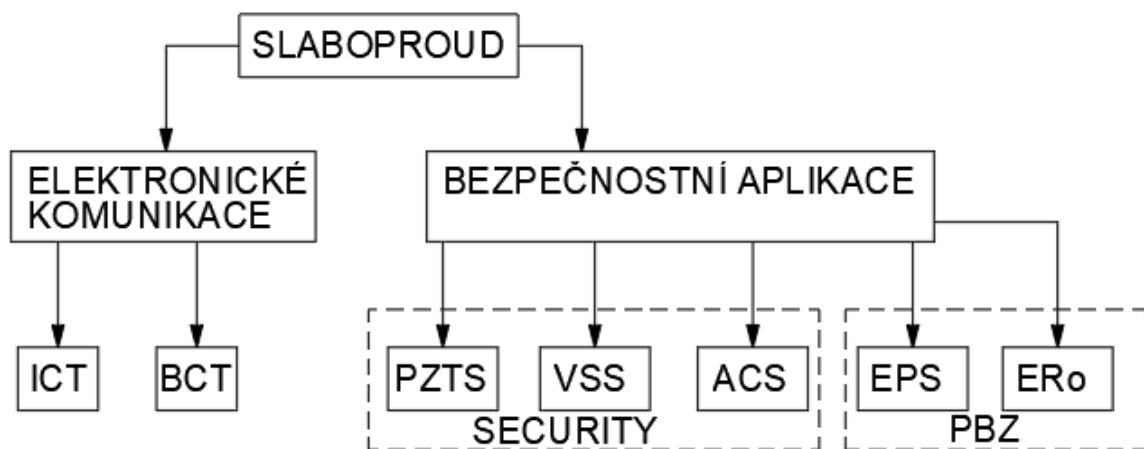 SLABOPROUD
ELEKTRONICKÉ
KOMUNIKACE
BEZPEČNOSTNÍ APLIKACE
ICT
BCT
PZTS
VSS
ACS
EPS
ERo
SECURITY
PBZ